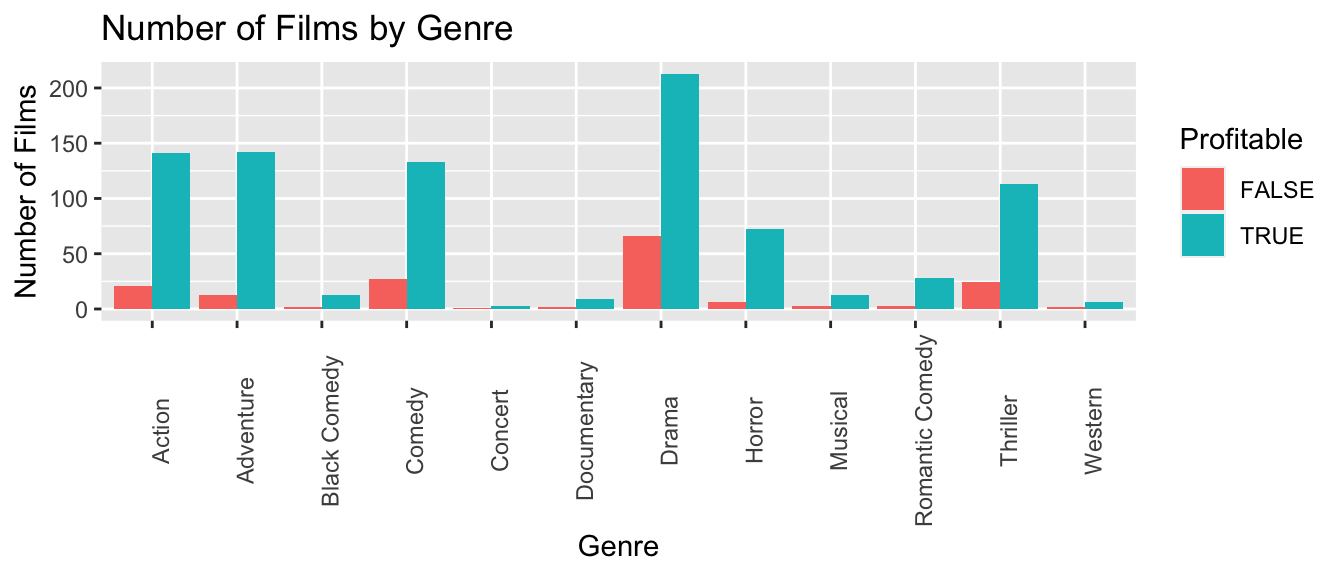 Number of Films by Genre
Number of Films
200
150
100
50
0
Action
Adventure
Black Comedy
Comedy
Concert
Documentary
Drama
Horror
Musical
Romantic Comedy
Thriller
Western
Genre
Profitable
FALSE
TRUE